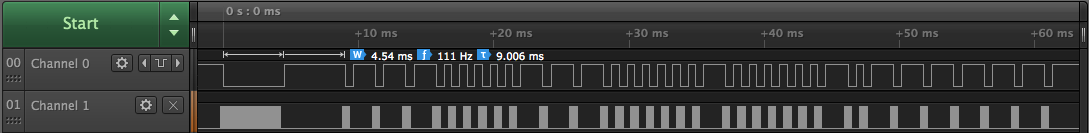 Start
0 s : 0 ms
+10 ms
+20 ms
+30 ms
+40 ms
+50 ms
+60 ms
00 Channel 0
W 4.54 ms f 111 Hz τ 9.006 ms
01 Channel 1